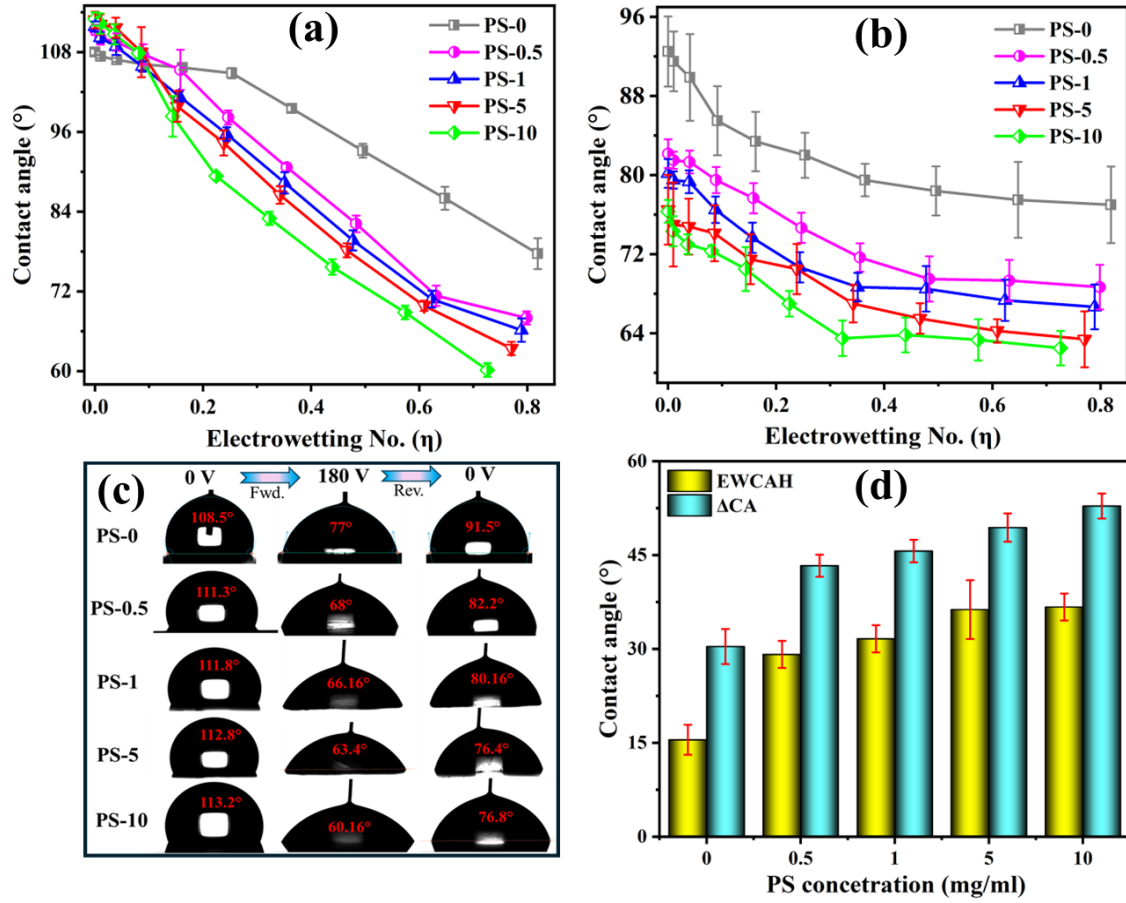 (a)
PS-0
PS-0.5
PS-1
PS-5
PS-10
108
96
84
72
60
Contact angle (°)
0.0 0.2 0.4 0.6 0.8
Electrowetting No. (η)
(b)
PS-0
PS-0.5
PS-1
PS-5
PS-10
96
88
80
72
64
Contact angle (°)
0.0 0.2 0.4 0.6 0.8
Electrowetting No. (η)
(c)
0 V 180 V 0 V
Fwd. Rev.
PS-0 108.5° 77° 91.5°
PS-0.5 111.3° 68° 82.2°
PS-1 111.8° 66.16° 80.16°
PS-5 112.8° 63.4° 76.4°
PS-10 113.2° 60.16° 76.8°
(d)
EWCAH
ΔCA
60
45
30
15
0
Contact angle (°)
0 0.5 1 5 10
PS concetration (mg/ml)